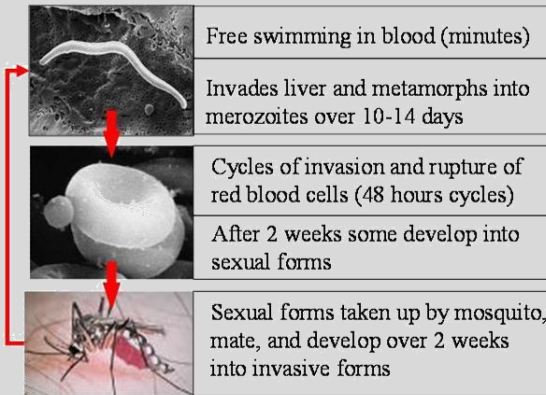 Free swimming in blood (minutes)
Invades liver and metamorphs into
merozoites over 10-14 days
Cycles of invasion and rupture of
red blood cells (48 hours cycles)
After 2 weeks some develop into
sexual forms
Sexual forms taken up by mosquito,
mate, and develop over 2 weeks
into invasive forms